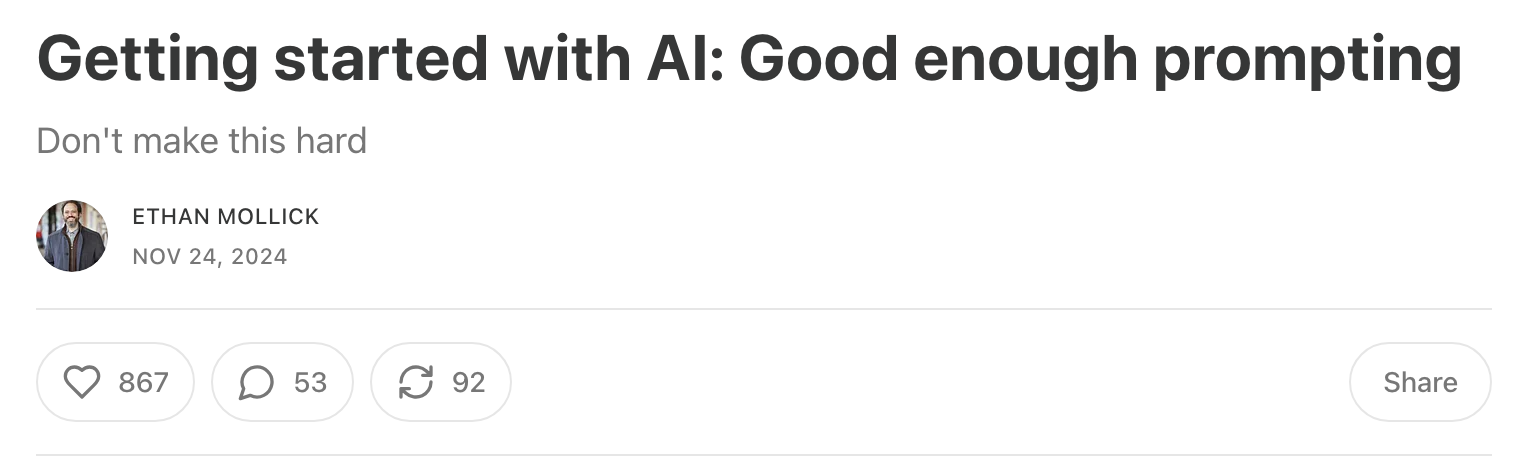 Getting started with AI: Good enough prompting
Don't make this hard
ETHAN MOLLICK
NOV 24, 2024
867 53 92 Share